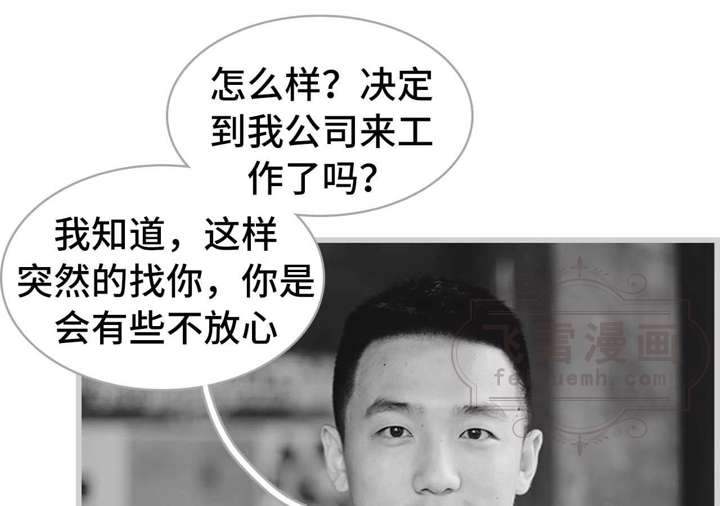 怎么样？决定
到我公司来工
作了吗？
我知道，这样
突然的找你，你是
会有些不放心
飞雷漫画